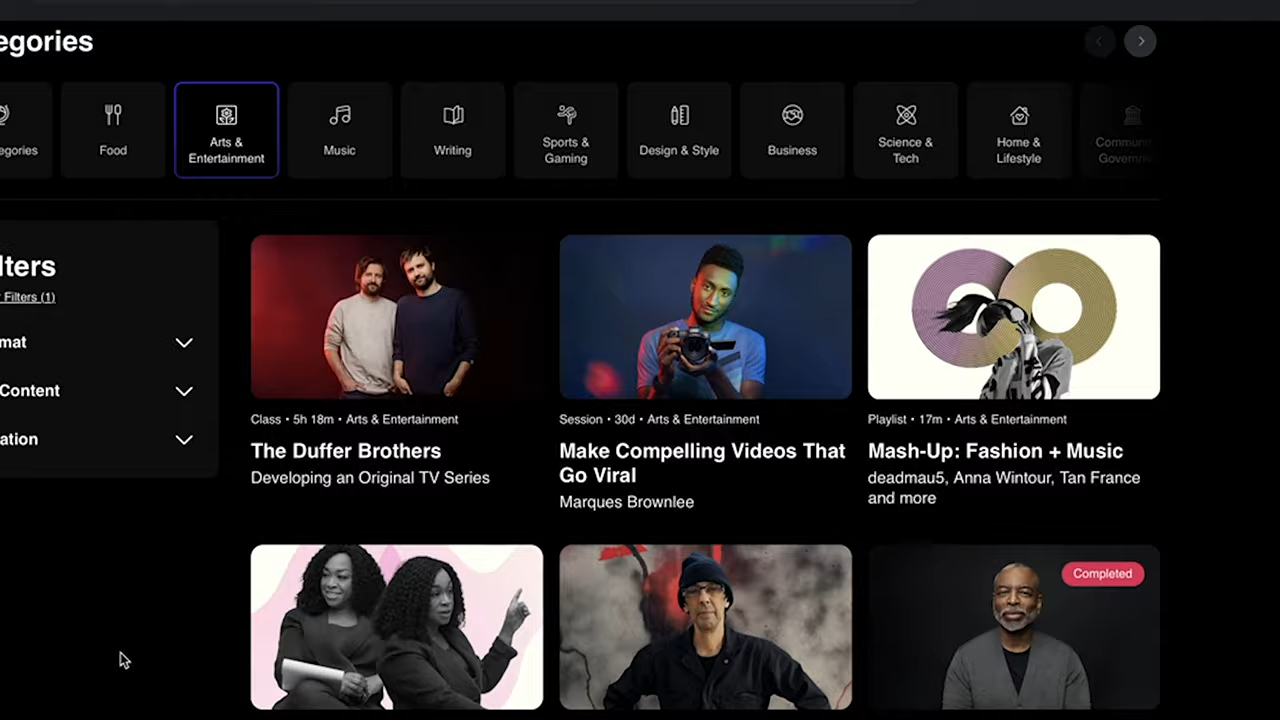 egories
egories
Food
Arts &
Entertainment
Music
Writing
Sports &
Gaming
Design & Style
Business
Science &
Tech
Home &
Lifestyle
Commun
Governm
lters
r Filters (1)
mat
Content
ation
Class • 5h 18m • Arts & Entertainment
The Duffer Brothers
Developing an Original TV Series
Session • 30d • Arts & Entertainment
Make Compelling Videos That
Go Viral
Marques Brownlee
Playlist • 17m • Arts & Entertainment
Mash-Up: Fashion + Music
deadmau5, Anna Wintour, Tan France
and more
Completed